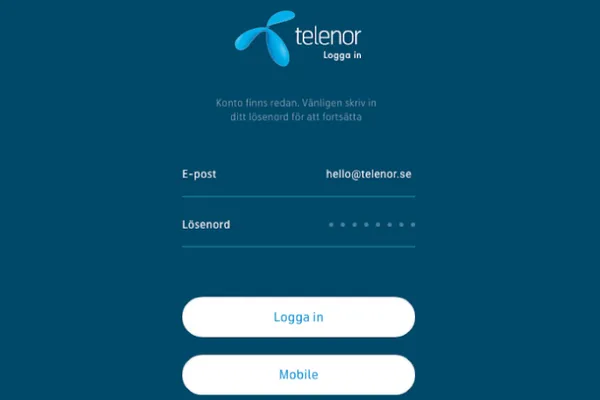 telenor
Logga in
Konto finns redan. Vänligen skriv in
ditt lösenord för att fortsätta
E-post hello@telenor.se
Lösenord
Logga in
Mobile